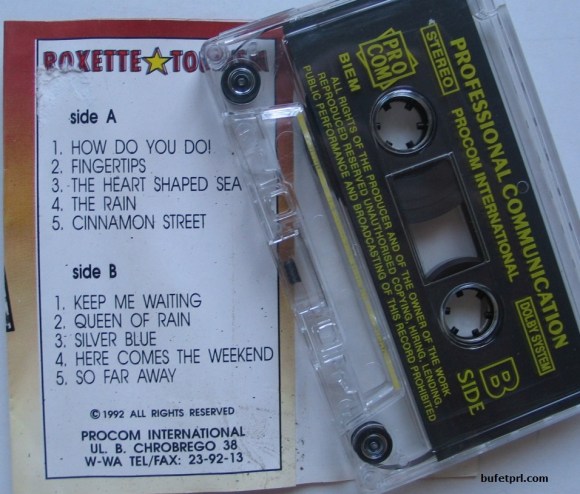 ROXETTE
side A
1. HOW DO YOU DO!
2. FINGERTIPS
3. THE HEART SHAPED SEA
4. THE RAIN
5. CINNAMON STREET
side B
1. KEEP ME WAITING
2. QUEEN OF RAIN
3. SILVER BLUE
4. HERE COMES THE WEEKEND
5. SO FAR AWAY
© 1992 ALL RIGHTS RESERVED
PROCOM INTERNATIONAL
UL. B. CHROBREGO 38
W-WA TEL/FAX: 23-92-13
PROFESSIONAL COMMUNICATION
PROCOM INTERNATIONAL
STEREO
DOLBY SYSTEM
PRO
COM
BIEM
B
SIDE
ALL RIGHTS OF THE PRODUCER AND OF THE OWNER OF THE WORK
REPRODUCED RESERVED UNAUTHORISED COPYING, HIRING, LENDING,
PUBLIC PERFORMANCE AND BROADCASTING OF THIS RECORD PROHIBITED
bufetprl.com